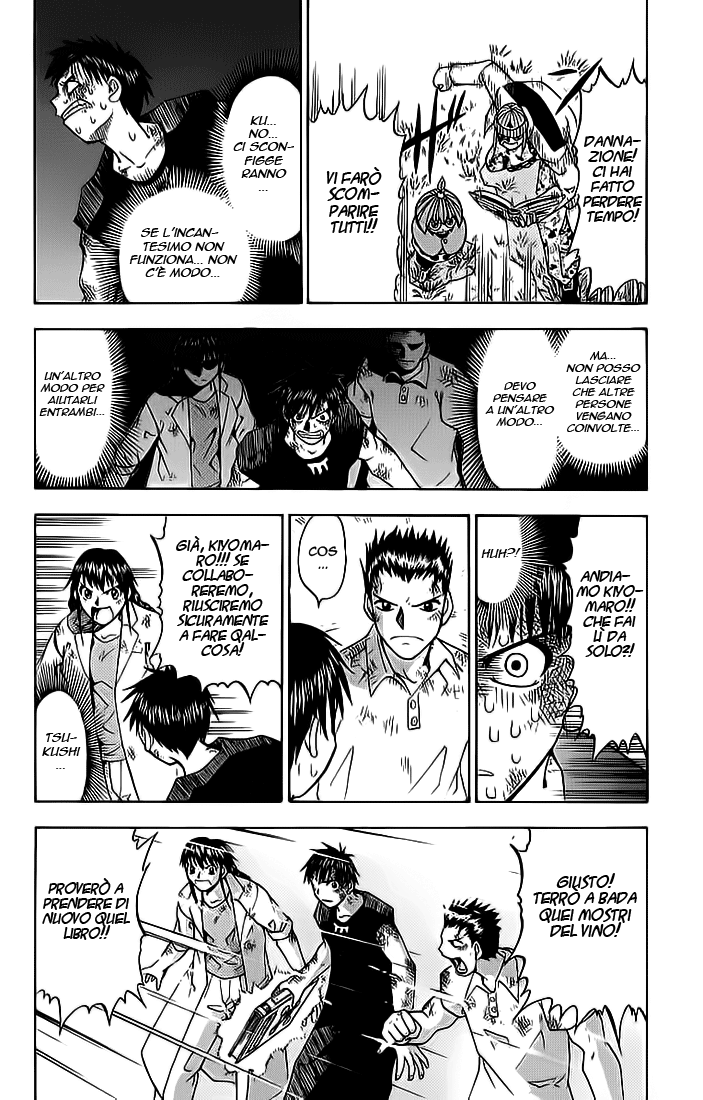 DANNA-
ZIONE!
CI HAI
FATTO
PERDERE
TEMPO!
VI FARÒ
SCOM-
PARIRE
TUTTI!!
KU...
NO...
CI SCON-
FIGGE
RANNO
...
SE L'INCAN-
TESIMO NON
FUNZIONA... NON
C'È MODO...
MA...
NON POSSO
LASCIARE
CHE ALTRE
PERSONE
VENGANO
COINVOLTE...
DEVO
PENSARE
A UN'ALTRO
MODO...
UN'ALTRO
MODO PER
AIUTARLI
ENTRAMBI...
ANDIA-
MO KIYO-
MARO!!
CHE FAI
LÌ DA
SOLO?!
HUH?!
COS
...
GIÀ, KIYOMA-
RO!!! SE
COLLABO-
REREMO,
RIUSCIREMO
SICURAMENTE
A FARE QAL-
COSA!
TSU-
KUSHI
...
GIUSTO!
TERRÒ A BADA
QUEI MOSTRI
DEL VINO!
PROVERÒ A
PRENDERE DI
NUOVO QUEL
LIBRO!!